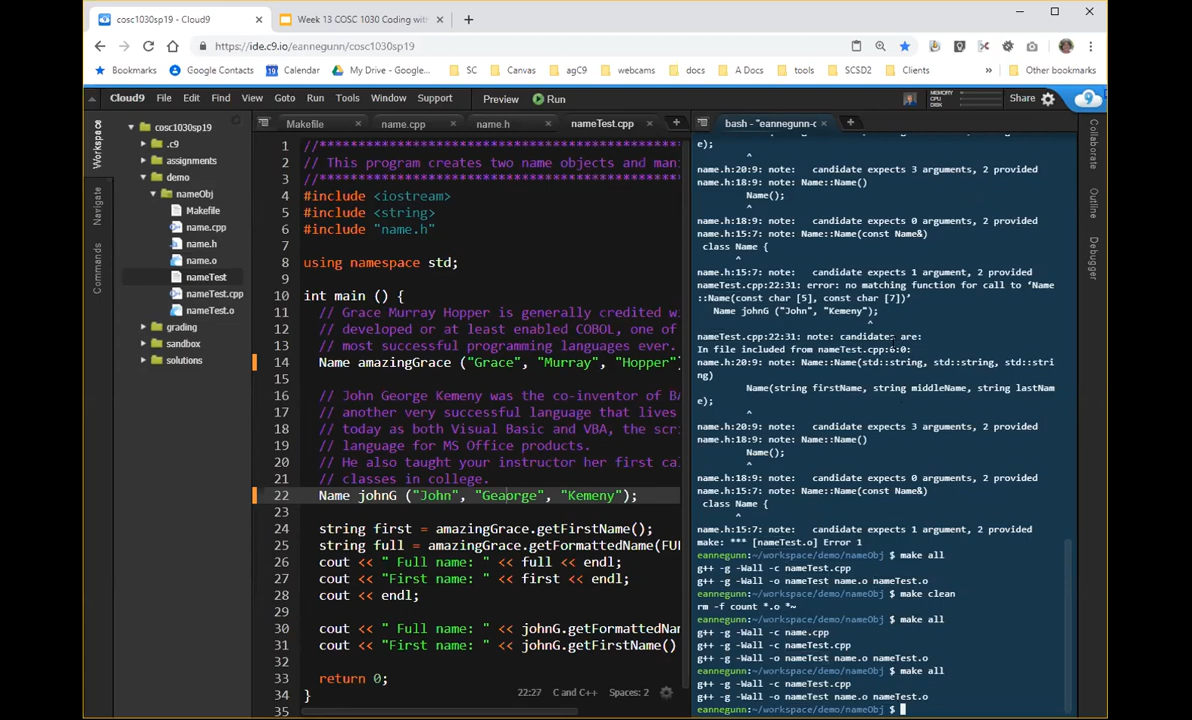 cosc1030sp19 - Cloud9
Week 13 COSC 1030 Coding with
https://ide.c9.io/eannegunn/cosc1030sp19
Bookmarks Google Contacts 19 Calendar My Drive - Google... SC Canvas agC9 webcams docs A Docs tools SCSD2 Clients » Other bookmarks
Cloud9 File Edit Find View Goto Run Tools Window Support Preview Run MEMORY CPU DISK Share
Workspace
Navigate
Commands
cosc1030sp19
.c9
assignments
demo
nameObj
Makefile
name.cpp
name.h
name.o
nameTest
nameTest.cpp
nameTest.o
grading
sandbox
solutions
Makefile name.cpp name.h nameTest.cpp
1 //*****************************************
2 // This program creates two name objects and mani
3 //*****************************************
4 #include <iostream>
5 #include <string>
6 #include "name.h"
7
8 using namespace std;
9
10 int main () {
11 // Grace Murray Hopper is generally credited wi
12 // developed or at least enabled COBOL, one of
13 // most successful programming languages ever.
14 Name amazingGrace ("Grace", "Murray", "Hopper")
15
16 // John George Kemeny was the co-inventor of BA
17 // another very successful language that lives
18 // today as both Visual Basic and VBA, the scri
19 // language for MS Office products.
20 // He also taught your instructor her first cal
21 // classes in college.
22 Name johnG ("John", "Geaorge", "Kemeny");
23
24 string first = amazingGrace.getFirstName();
25 string full = amazingGrace.getFormattedName(FUL
26 cout << " Full name: " << full << endl;
27 cout << "First name: " << first << endl;
28 cout << endl;
29
30 cout << " Full name: " << johnG.getFormattedNam
31 cout << "First name: " << johnG.getFirstName()
32
33 return 0;
34 }
35
22:27 C and C++ Spaces: 2
bash - "eannegunn-c
e);
^
name.h:20:9: note: candidate expects 3 arguments, 2 provided
name.h:18:9: note: Name::Name()
Name();
^
name.h:18:9: note: candidate expects 0 arguments, 2 provided
name.h:15:7: note: Name::Name(const Name&)
class Name {
^
name.h:15:7: note: candidate expects 1 argument, 2 provided
nameTest.cpp:22:31: error: no matching function for call to ‘Name
::Name(const char [5], const char [7])’
Name johnG ("John", "Kemeny");
^
nameTest.cpp:22:31: note: candidates are:
In file included from nameTest.cpp:6:0:
name.h:20:9: note: Name::Name(std::string, std::string, std::stri
ng)
Name(string firstName, string middleName, string lastNam
e);
^
name.h:20:9: note: candidate expects 3 arguments, 2 provided
name.h:18:9: note: Name::Name()
Name();
^
name.h:18:9: note: candidate expects 0 arguments, 2 provided
name.h:15:7: note: Name::Name(const Name&)
class Name {
^
name.h:15:7: note: candidate expects 1 argument, 2 provided
make: *** [nameTest.o] Error 1
eannegunn:~/workspace/demo/nameObj $ make all
g++ -g -Wall -c nameTest.cpp
g++ -g -Wall -o nameTest name.o nameTest.o
eannegunn:~/workspace/demo/nameObj $ make clean
rm -f count *.o *~
eannegunn:~/workspace/demo/nameObj $ make all
g++ -g -Wall -c name.cpp
g++ -g -Wall -c nameTest.cpp
g++ -g -Wall -o nameTest name.o nameTest.o
eannegunn:~/workspace/demo/nameObj $ make all
g++ -g -Wall -c nameTest.cpp
g++ -g -Wall -o nameTest name.o nameTest.o
eannegunn:~/workspace/demo/nameObj $
Collaborate
Outline
Debugger